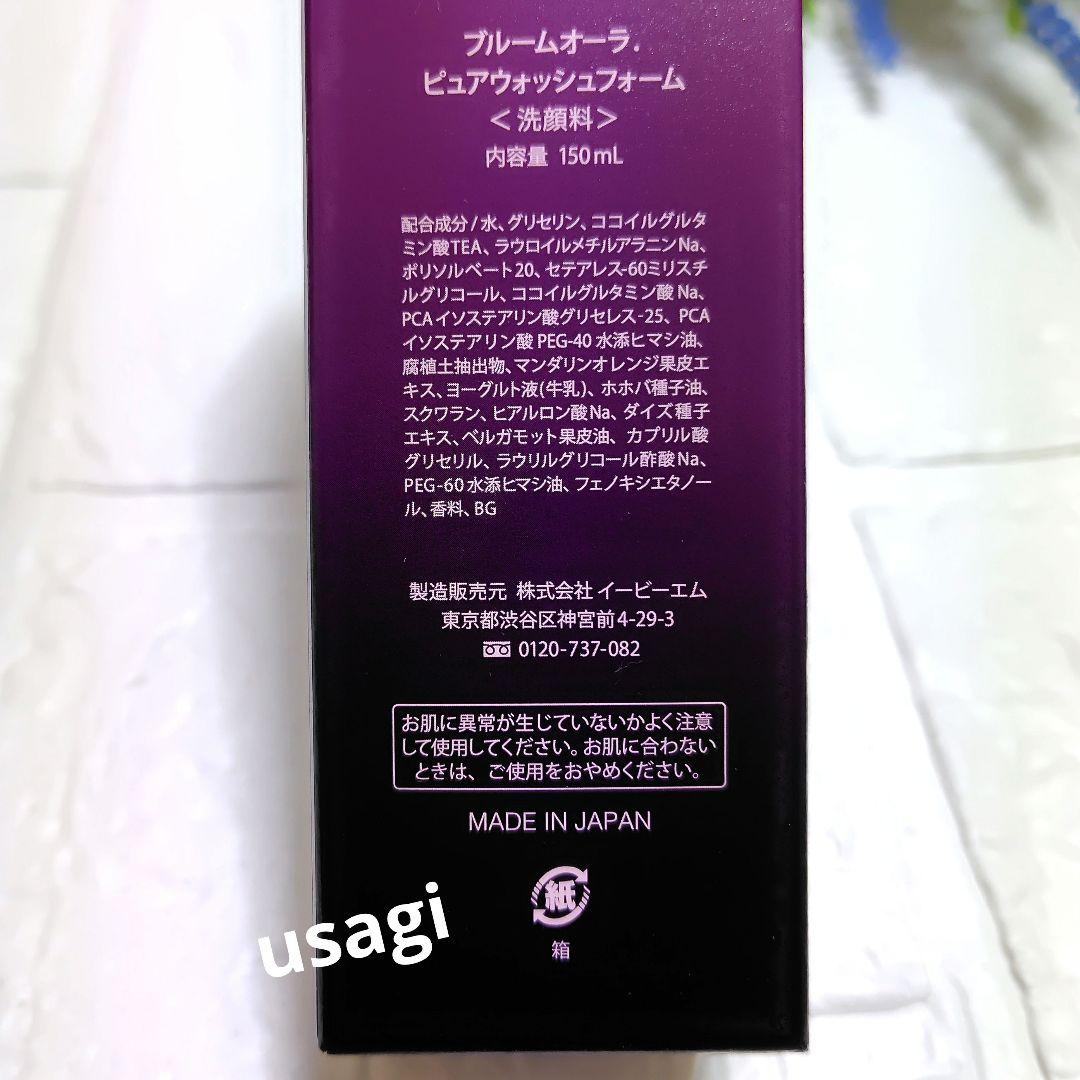 ブルームオーラ.
ピュアウォッシュフォーム
＜洗顔料＞
内容量 150mL
配合成分/水、グリセリン、ココイルグルタ
ミン酸TEA、ラウロイルメチルアラニンNa、
ポリソルベート20、セテアレス-60ミリスチ
ルグリコール、ココイルグルタミン酸Na、
PCAイソステアリン酸グリセレス-25、PCA
イソステアリン酸PEG-40水添ヒマシ油、
腐植土抽出物、マンダリンオレンジ果皮エ
キス、ヨーグルト液(牛乳)、ホホバ種子油、
スクワラン、ヒアルロン酸Na、ダイズ種子
エキス、ベルガモット果皮油、カプリル酸
グリセリル、ラウリルグリコール酢酸Na、
PEG-60水添ヒマシ油、フェノキシエタノー
ル、香料、BG
製造販売元 株式会社 イービーエム
東京都渋谷区神宮前4-29-3
0120-737-082
お肌に異常が生じていないかよく注意
して使用してください。お肌に合わない
ときは、ご使用をおやめください。
MADE IN JAPAN
紙
箱
usagi